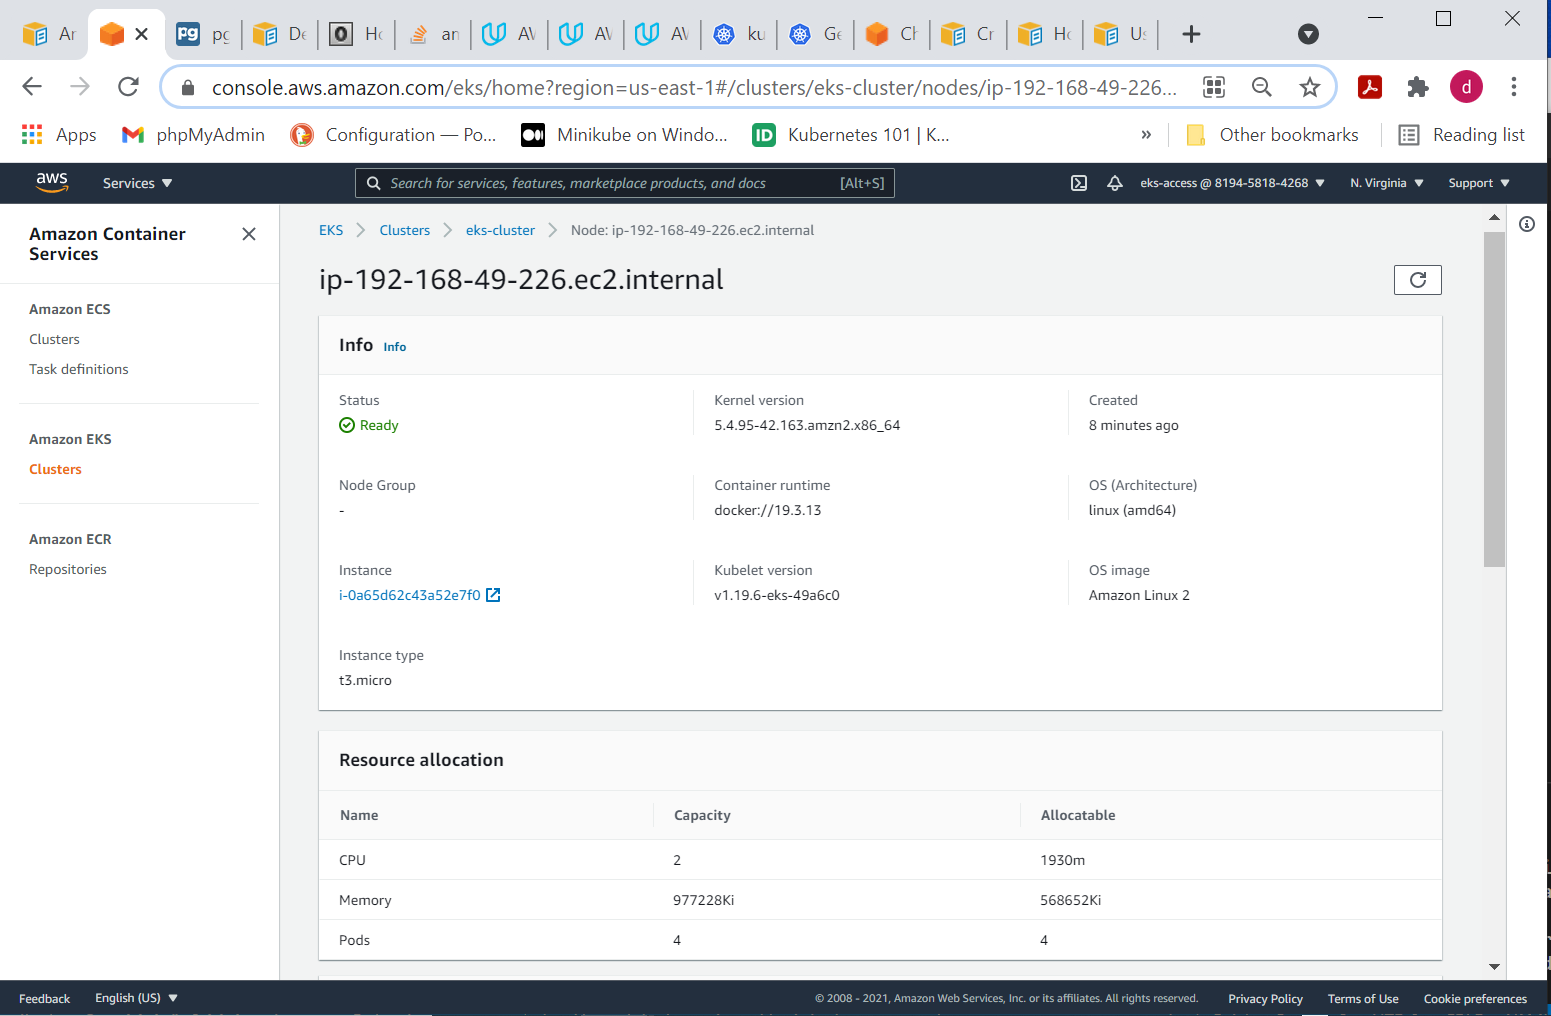 Ar
pg
pg
De
Ho
an
AV
AV
AV
ku
Ge
Ch
Cr
Ho
Us
console.aws.amazon.com/eks/home?region=us-east-1#/clusters/eks-cluster/nodes/ip-192-168-49-226...
d
Apps
phpMyAdmin
Configuration — Po...
Minikube on Windo...
ID
Kubernetes 101 | K...
»
Other bookmarks
Reading list
aws
Services
Search for services, features, marketplace products, and docs
[Alt+S]
eks-access @ 8194-5818-4268
N. Virginia
Support
Amazon Container
Services
Amazon ECS
Clusters
Task definitions
Amazon EKS
Clusters
Amazon ECR
Repositories
EKS
Clusters
eks-cluster
Node: ip-192-168-49-226.ec2.internal
ip-192-168-49-226.ec2.internal
Info Info
Status
Ready
Kernel version
5.4.95-42.163.amzn2.x86_64
Created
8 minutes ago
Node Group
-
Container runtime
docker://19.3.13
OS (Architecture)
linux (amd64)
Instance
i-0a65d62c43a52e7f0
Kubelet version
v1.19.6-eks-49a6c0
OS image
Amazon Linux 2
Instance type
t3.micro
Resource allocation
Name Capacity Allocatable
CPU 2 1930m
Memory 977228Ki 568652Ki
Pods 4 4
Feedback
English (US)
© 2008 - 2021, Amazon Web Services, Inc. or its affiliates. All rights reserved.
Privacy Policy
Terms of Use
Cookie preferences